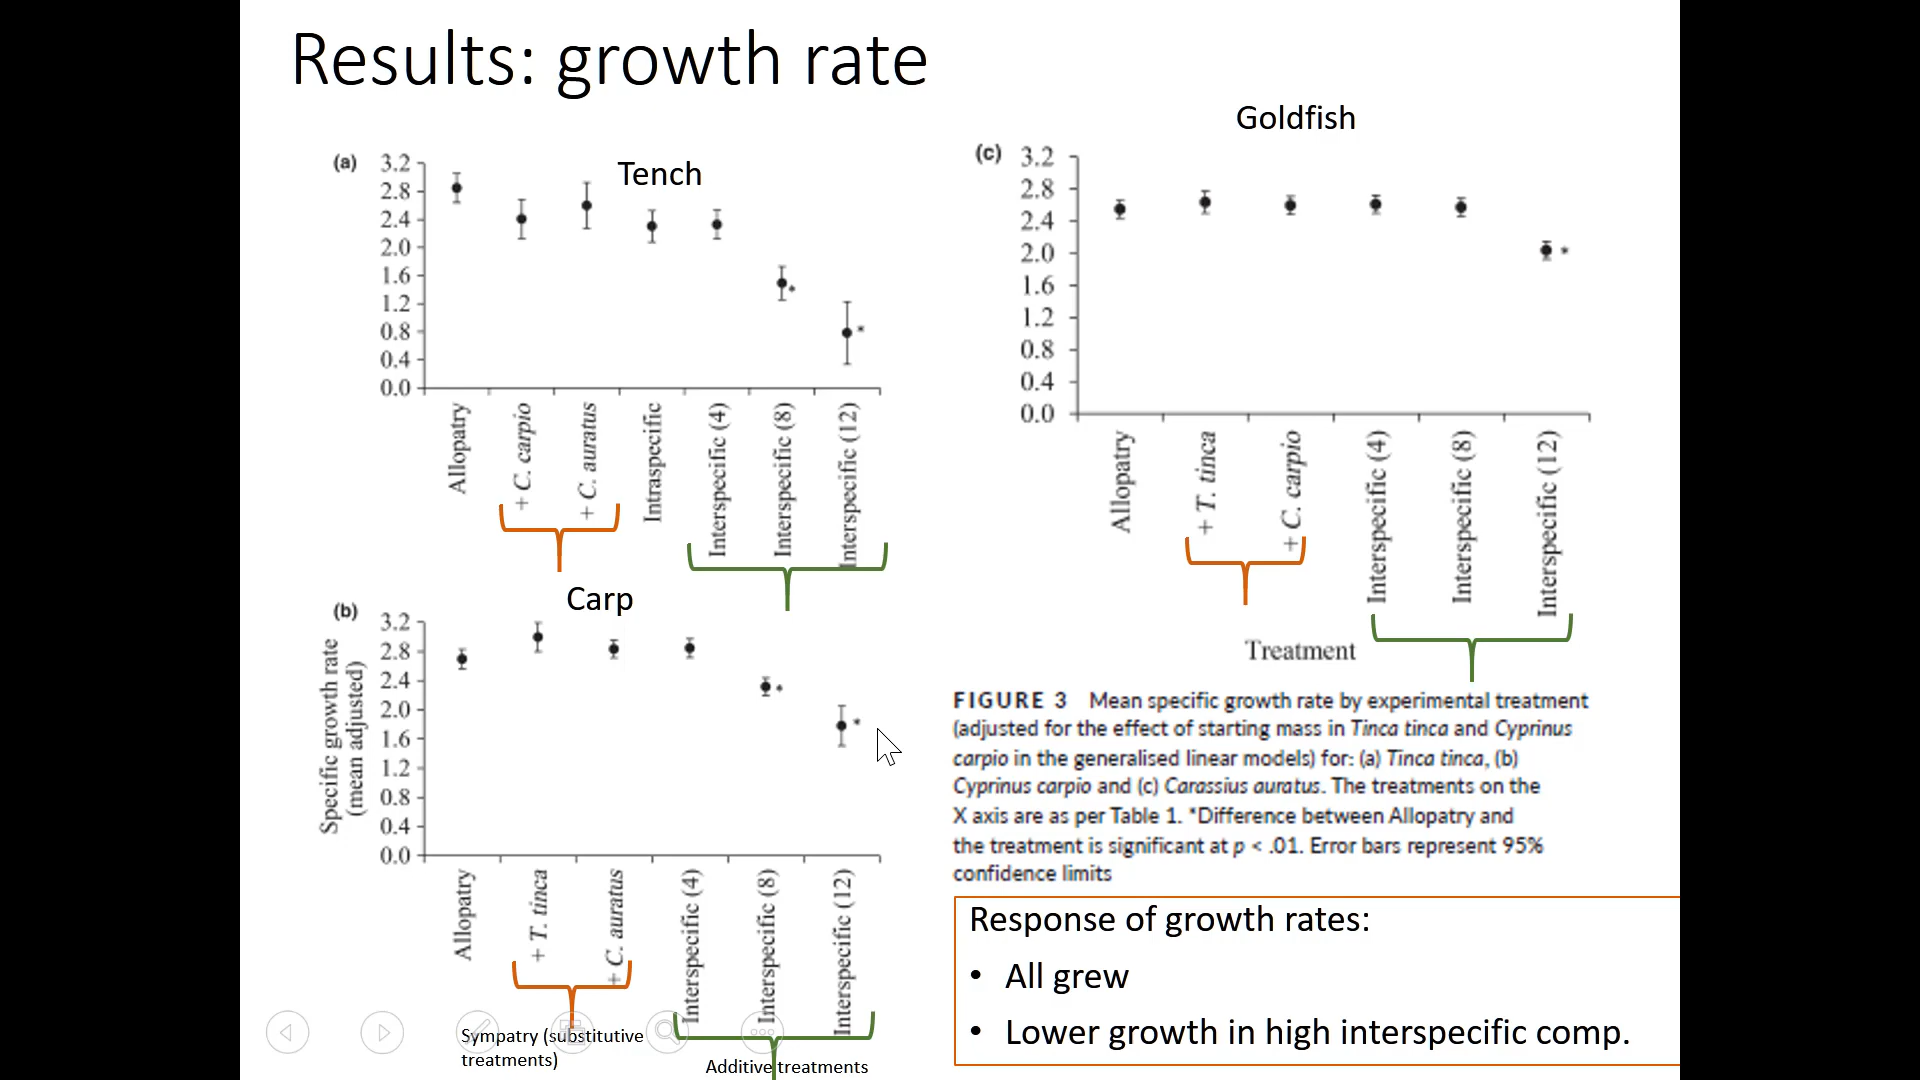 Results: growth rate
(a)
Tench
3.2
2.8
2.4
2.0
1.6
1.2
0.8
0.4
0.0
*
*
Allopatry
+ C. carpio
+ C. auratus
Intraspecific
Interspecific (4)
Interspecific (8)
Interspecific (12)
(b)
Carp
Specific growth rate
(mean adjusted)
3.2
2.8
2.4
2.0
1.6
1.2
0.8
0.4
0.0
*
*
Allopatry
+ T. tinca
+ C. auratus
Interspecific (4)
Interspecific (8)
Interspecific (12)
Sympatry (substitutive
treatments)
Additive treatments
Goldfish
(c)
3.2
2.8
2.4
2.0
1.6
1.2
0.8
0.4
0.0
*
Allopatry
+ T. tinca
+ C. carpio
Interspecific (4)
Interspecific (8)
Interspecific (12)
Treatment
FIGURE 3 Mean specific growth rate by experimental treatment
(adjusted for the effect of starting mass in Tinca tinca and Cyprinus
carpio in the generalised linear models) for: (a) Tinca tinca, (b)
Cyprinus carpio and (c) Carassius auratus. The treatments on the
X axis are as per Table 1. *Difference between Allopatry and
the treatment is significant at p < .01. Error bars represent 95%
confidence limits
Response of growth rates:
• All grew
• Lower growth in high interspecific comp.